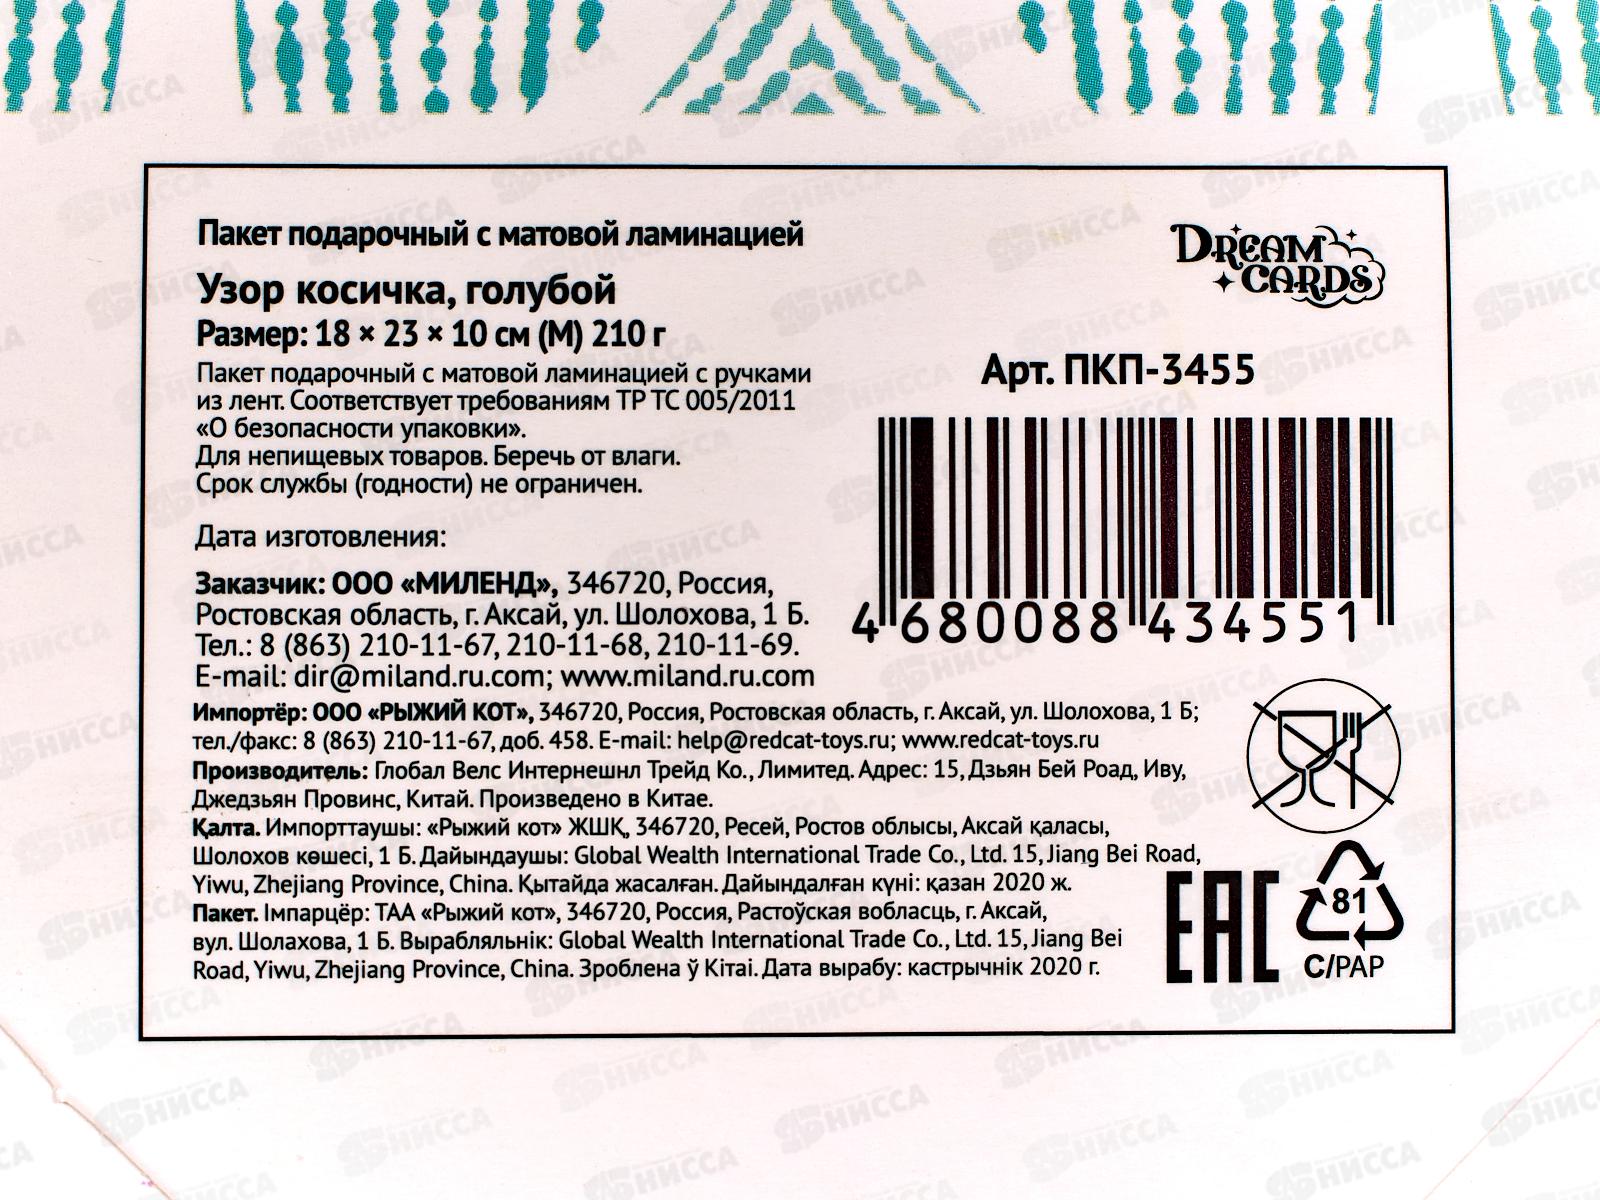 Пакет подарочный с матовой ламинацией
Узор косичка, голубой
Размер: 18 × 23 × 10 см (M) 210 г
Пакет подарочный с матовой ламинацией с ручками
из лент. Соответствует требованиям ТР ТС 005/2011
«О безопасности упаковки».
Для непищевых товаров. Беречь от влаги.
Срок службы (годности) не ограничен.
Дата изготовления:
Заказчик: ООО «МИЛЕНД», 346720, Россия,
Ростовская область, г. Аксай, ул. Шолохова, 1 Б.
Тел.: 8 (863) 210-11-67, 210-11-68, 210-11-69.
E-mail: dir@miland.ru.com; www.miland.ru.com
Импортёр: ООО «РЫЖИЙ КОТ», 346720, Россия, Ростовская область, г. Аксай, ул. Шолохова, 1 Б;
тел./факс: 8 (863) 210-11-67, доб. 458. E-mail: help@redcat-toys.ru; www.redcat-toys.ru
Производитель: Глобал Велс Интернешнл Трейд Ко., Лимитед. Адрес: 15, Дзьян Бей Роад, Иву,
Джедзьян Провинс, Китай. Произведено в Китае.
Қалта. Импорттаушы: «Рыжий кот» ЖШҚ, 346720, Ресей, Ростов облысы, Аксай қаласы,
Шолохов көшесі, 1 Б. Дайындаушы: Global Wealth International Trade Co., Ltd. 15, Jiang Bei Road,
Yiwu, Zhejiang Province, China. Қытайда жасалған. Дайындалған күні: қазан 2020 ж.
Пакет. Імпарцёр: ТАА «Рыжий кот», 346720, Россия, Растоўская вобласць, г. Аксай,
вул. Шолахова, 1 Б. Вырабляльнік: Global Wealth International Trade Co., Ltd. 15, Jiang Bei
Road, Yiwu, Zhejiang Province, China. Зроблена ў Кітаі. Дата вырабу: кастрычнік 2020 г.
DREAM
CARDS
Арт. ПКП-3455
4 680088 434551
EAC
81
C/PAP
НИССА